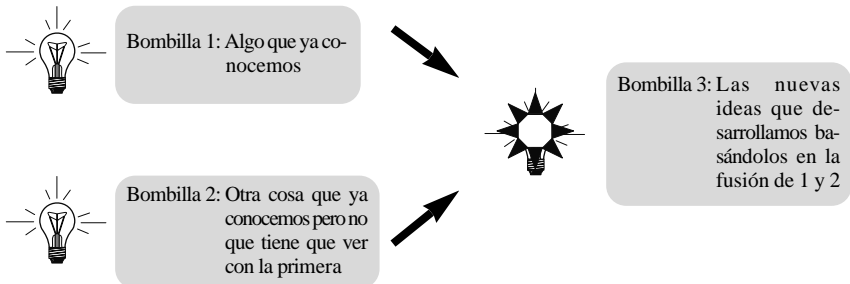 Bombilla 1: Algo que ya co-
nocemos
Bombilla 2: Otra cosa que ya
conocemos pero no
que tiene que ver
con la primera
Bombilla 3: Las nuevas
ideas que de-
sarrollamos ba-
sándolos en la
fusión de 1 y 2